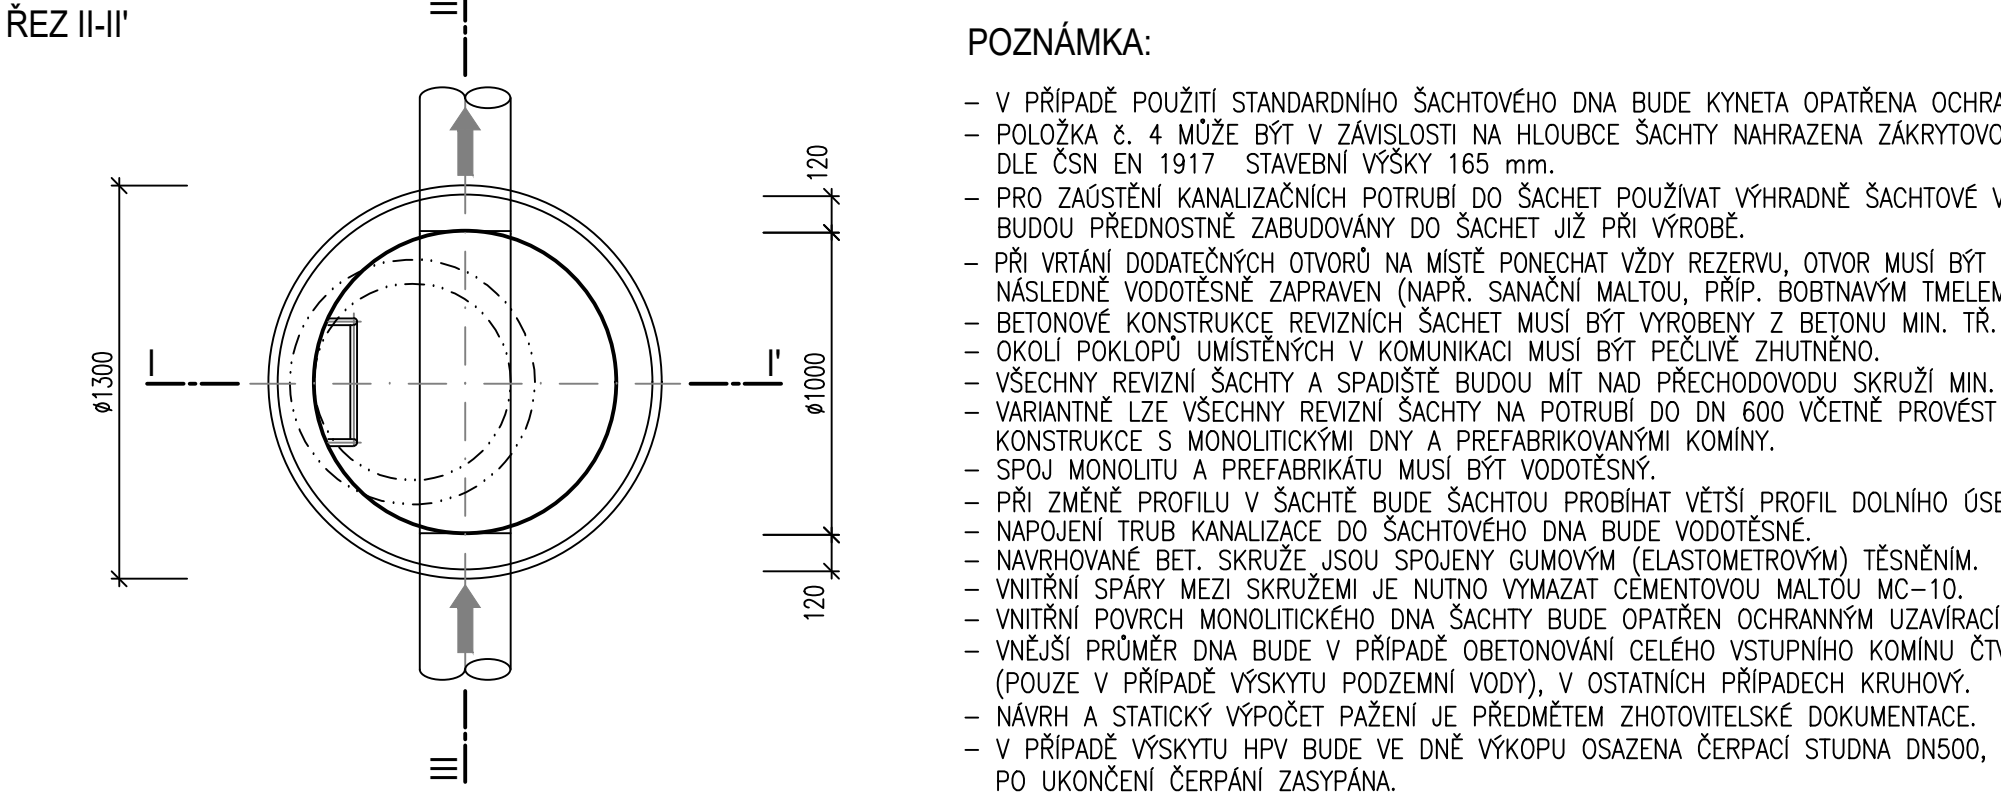 ŘEZ II-II'
II
120
ø1300
I
I'
ø1000
120
III
POZNÁMKA:
– V PŘÍPADĚ POUŽITÍ STANDARDNÍHO ŠACHTOVÉHO DNA BUDE KYNETA OPATŘENA
– POLOŽKA č. 4 MŮŽE BÝT V ZÁVISLOSTI NA HLOUBCE ŠACHTY NAHRAZENA
DLE ČSN EN 1917 STAVEBNÍ VÝŠKY 165 mm.
– PRO ZAÚSTĚNÍ KANALIZAČNÍCH POTRUBÍ DO ŠACHET POUŽÍVAT VÝHRADNĚ ŠACHTOVÉ
BUDOU PŘEDNOSTNĚ ZABUDOVÁNY DO ŠACHET JIŽ PŘI VÝROBĚ.
– PŘI VRTÁNÍ DODATEČNÝCH OTVORŮ NA MÍSTĚ PONECHAT VŽDY REZERVU, OTVOR MUSÍ BÝT
NÁSLEDNĚ VODOTĚSNĚ ZAPRAVEN (NAPŘ. SANAČNÍ MALTOU, PŘÍP. BOBTNAVÝM TMELEM
– BETONOVÉ KONSTRUKCE REVIZNÍCH ŠACHET MUSÍ BÝT VYROBENY Z BETONU MIN. TŘ.
– OKOLÍ POKLOPŮ UMÍSTĚNÝCH V KOMUNIKACI MUSÍ BÝT PEČLIVĚ ZHUTNĚNO.
– VŠECHNY REVIZNÍ ŠACHTY A SPADIŠTĚ BUDOU MÍT NAD PŘECHODOVODU SKRUŽÍ MIN.
– VARIANTNĚ LZE VŠECHNY REVIZNÍ ŠACHTY NA POTRUBÍ DO DN 600 VČETNĚ PROVÉST
KONSTRUKCE S MONOLITICKÝMI DNY A PREFABRIKOVANÝMI KOMÍNY.
– SPOJ MONOLITU A PREFABRIKÁTU MUSÍ BÝT VODOTĚSNÝ.
– PŘI ZMĚNĚ PROFILU V ŠACHTĚ BUDE ŠACHTOU PROBÍHAT VĚTŠÍ PROFIL DOLNÍHO
– NAPOJENÍ TRUB KANALIZACE DO ŠACHTOVÉHO DNA BUDE VODOTĚSNÉ.
– NAVRHOVANÉ BET. SKRUŽE JSOU SPOJENY GUMOVÝM (ELASTOMETROVÝM) TĚSNĚNÍM.
– VNITŘNÍ SPÁRY MEZI SKRUŽEMI JE NUTNO VYMAZAT CEMENTOVOU MALTOU MC–10.
– VNITŘNÍ POVRCH MONOLITICKÉHO DNA ŠACHTY BUDE OPATŘEN OCHRANNÝM UZAVÍRACÍ
– VNĚJŠÍ PRŮMĚR DNA BUDE V PŘÍPADĚ OBETONOVÁNÍ CELÉHO VSTUPNÍHO KOMÍNU
(POUZE V PŘÍPADĚ VÝSKYTU PODZEMNÍ VODY), V OSTATNÍCH PŘÍPADECH KRUHOVÝ.
– NÁVRH A STATICKÝ VÝPOČET PAŽENÍ JE PŘEDMĚTEM ZHOTOVITELSKÉ DOKUMENTACE.
– V PŘÍPADĚ VÝSKYTU HPV BUDE VE DNĚ VÝKOPU OSAZENA ČERPACÍ STUDNA DN500,
PO UKONČENÍ ČERPÁNÍ ZASYPÁNA.